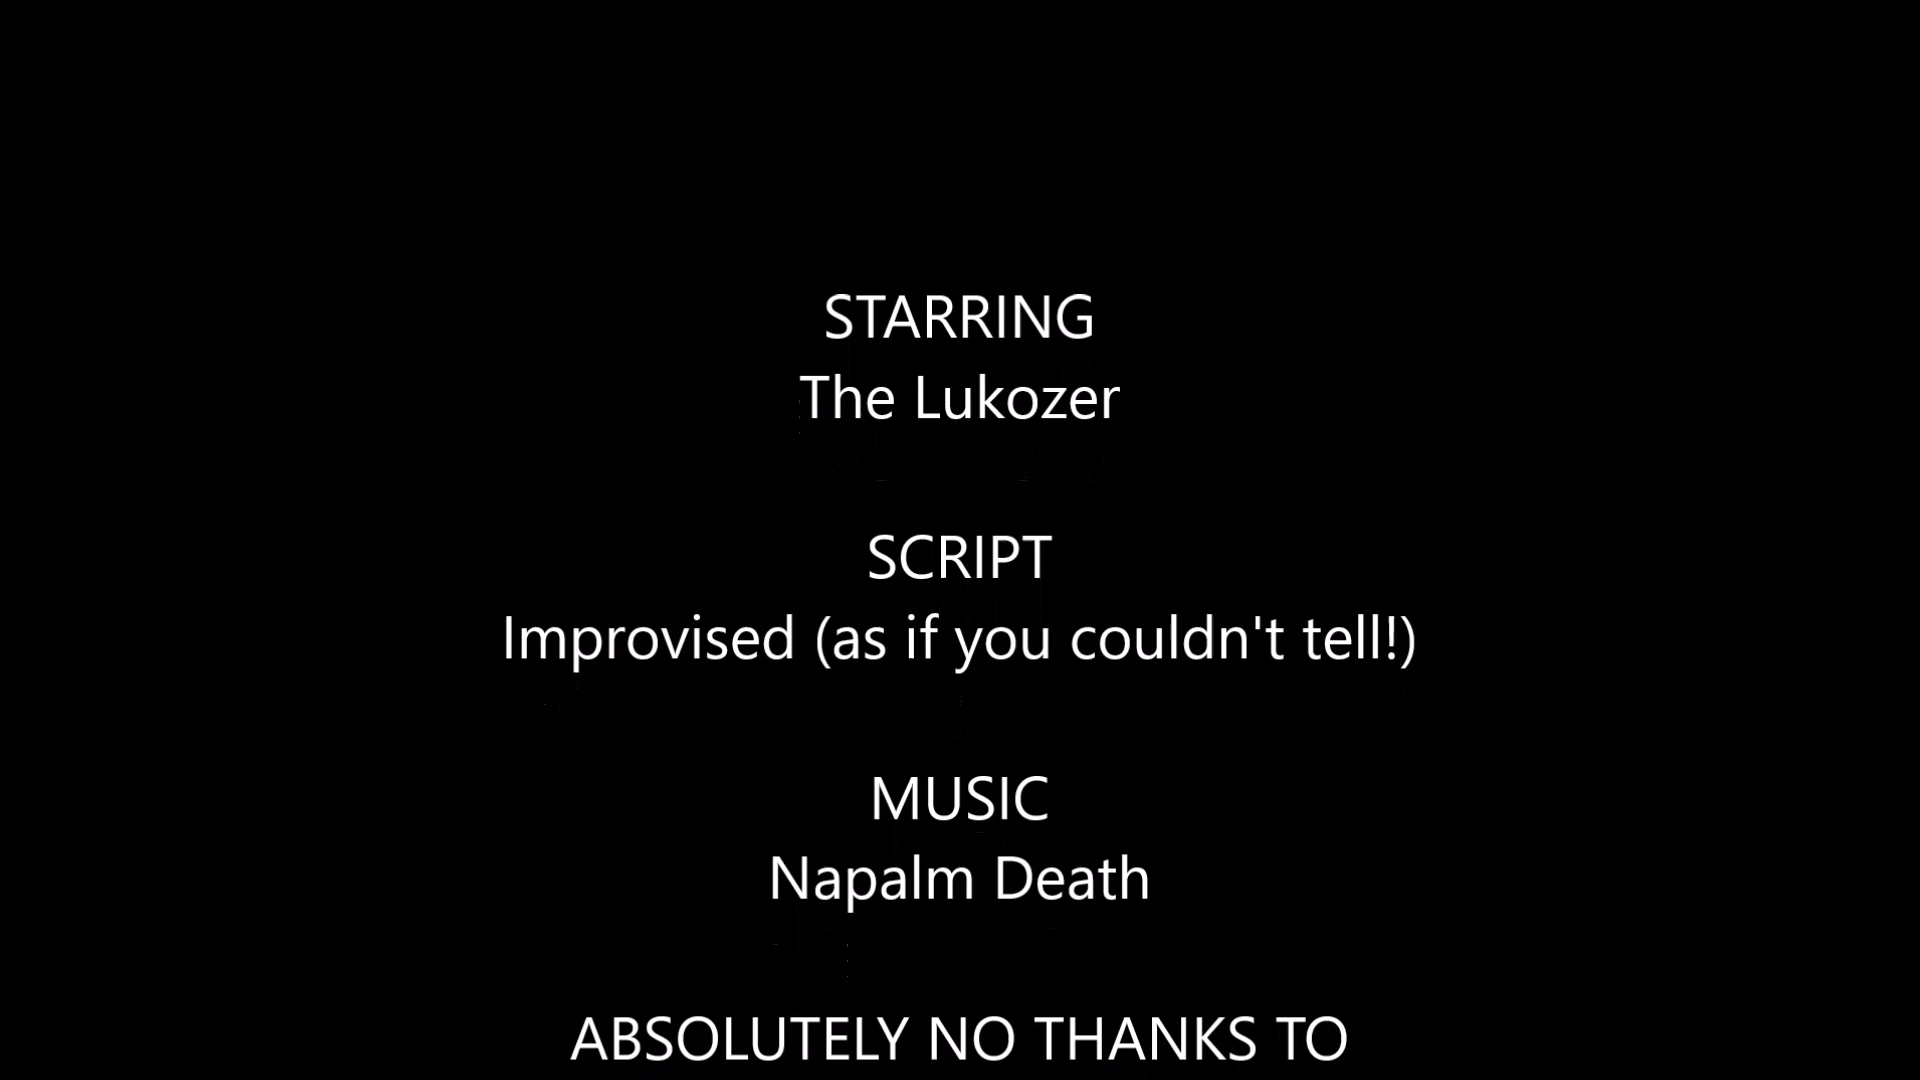 STARRING
The Lukozer
SCRIPT
Improvised (as if you couldn't tell!)
MUSIC
Napalm Death
ABSOLUTELY NO THANKS TO